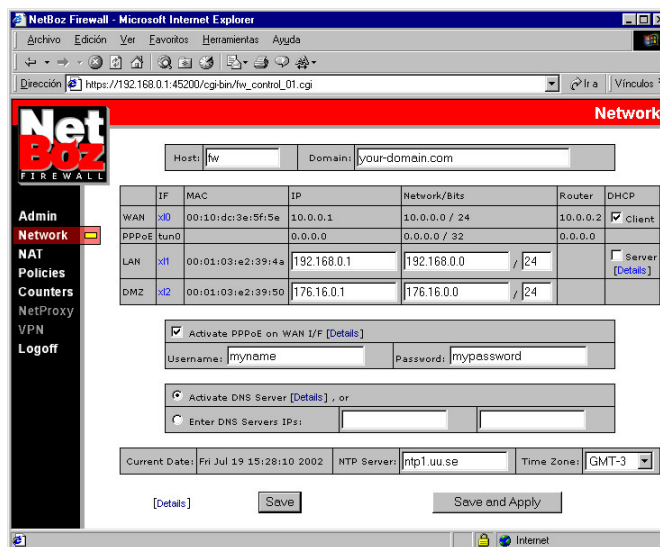 NetBoz Firewall - Microsoft Internet Explorer
Archivo Edición Ver Favoritos Herramientas Ayuda
Dirección https://192.168.0.1:45200/cgi-bin/fw_control_01.cgi Ir a Vínculos
Net Boz FIREWALL
Network
Host: fw Domain: your-domain.com
IF MAC IP Network/Bits Router DHCP
WAN xl0 00:10:dc:3e:5f:5e 10.0.0.1 10.0.0.0 / 24 10.0.0.2 Client
PPPoE tun0 0.0.0.0 0.0.0.0 / 32 0.0.0.0
LAN xl1 00:01:03:e2:39:4a 192.168.0.1 192.168.0.0 / 24 Server [Details]
DMZ xl2 00:01:03:e2:39:50 176.16.0.1 176.16.0.0 / 24
Admin
Network
NAT
Policies
Counters
NetProxy
VPN
Logoff
Activate PPPoE on WAN I/F [Details]
Username: myname Password: mypassword
Activate DNS Server [Details] , or
Enter DNS Servers IPs:
Current Date: Fri Jul 19 15:28:10 2002 NTP Server: ntp1.uu.se Time Zone: GMT-3
[Details] Save Save and Apply
Internet